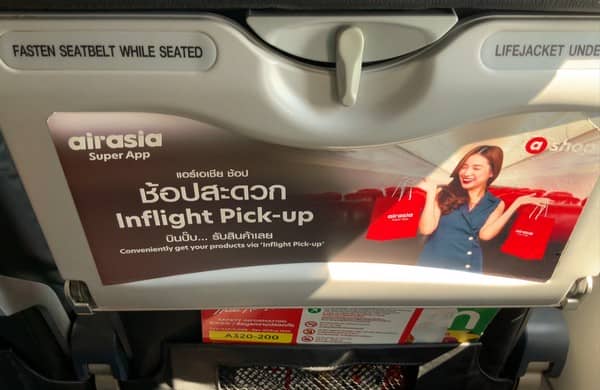 FASTEN SEATBELT WHILE SEATED
LIFEJACKET UNDE
airasia
Super App
a shop
แอร์เอเชีย ช้อป
ช้อปสะดวก
Inflight Pick-up
บินปั๊บ... รับสินค้าเลย
Conveniently get your products via 'Inflight Pick-up'
airasia
airasia
A320-200